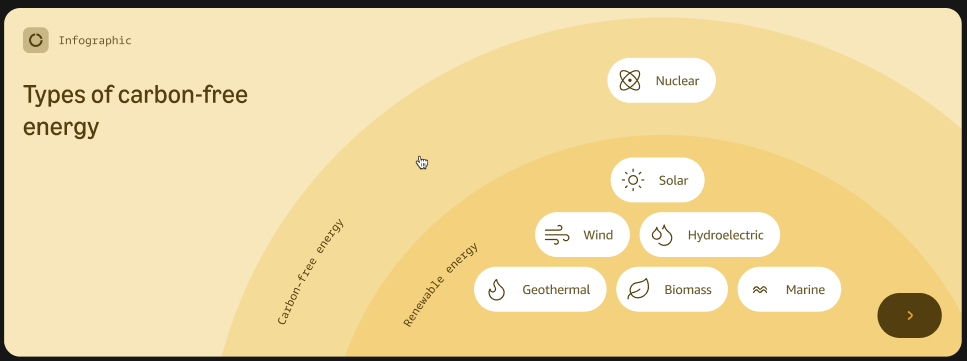 Infographic
Types of carbon-free
energy
Nuclear
Solar
Wind
Hydroelectric
Geothermal
Biomass
Marine
Carbon-free energy
Renewable energy